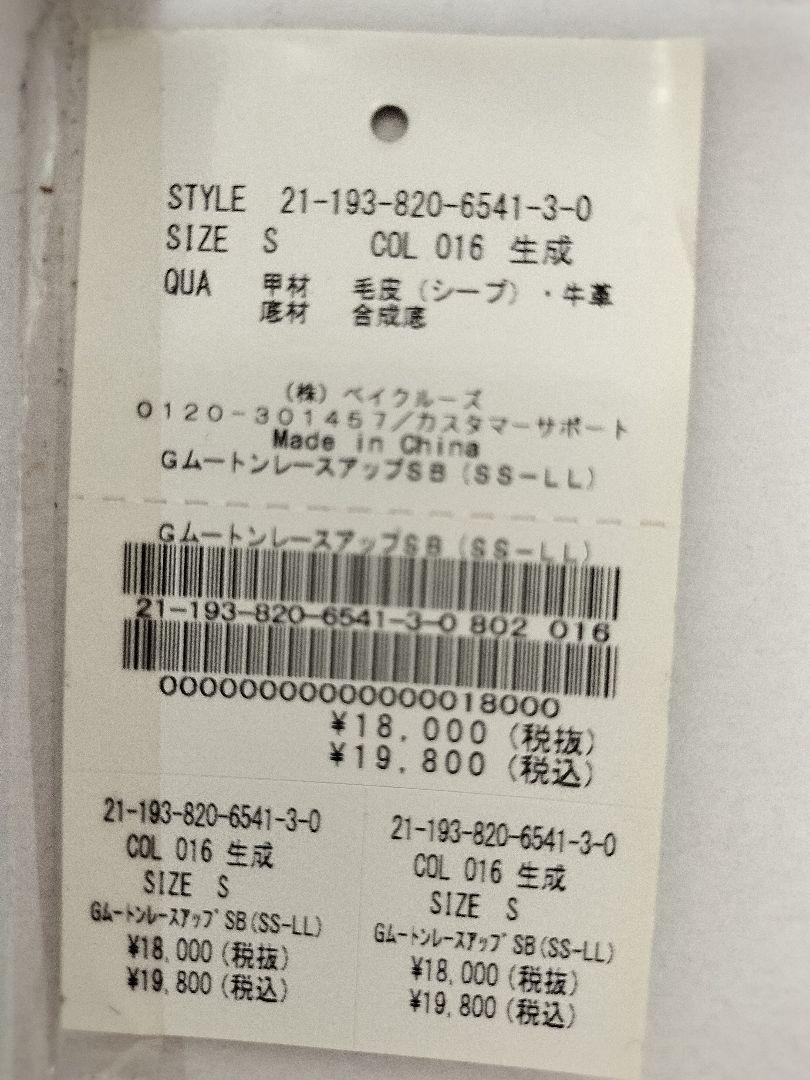 STYLE 21-193-820-6541-3-0
SIZE S COL 016 生成
QUA 甲材 毛皮（シープ）・牛革
底材 合成底
（株）ベイクルーズ
0120-301457/カスタマーサポート
Made in China
GムートンレースアップSB（SS-LL）
GムートンレースアップSB（SS-LL）
21-193-820-6541-3-0 802 016
00000000000000018000
¥18,000（税抜）
¥19,800（税込）
21-193-820-6541-3-0
COL 016 生成
SIZE S
GﾑｰﾄﾝﾚｰｽｱｯﾌﾟSB(SS-LL)
¥18,000（税抜）
¥19,800（税込）
21-193-820-6541-3-0
COL 016 生成
SIZE S
GﾑｰﾄﾝﾚｰｽｱｯﾌﾟSB(SS-LL)
¥18,000（税抜）
¥19,800（税込）